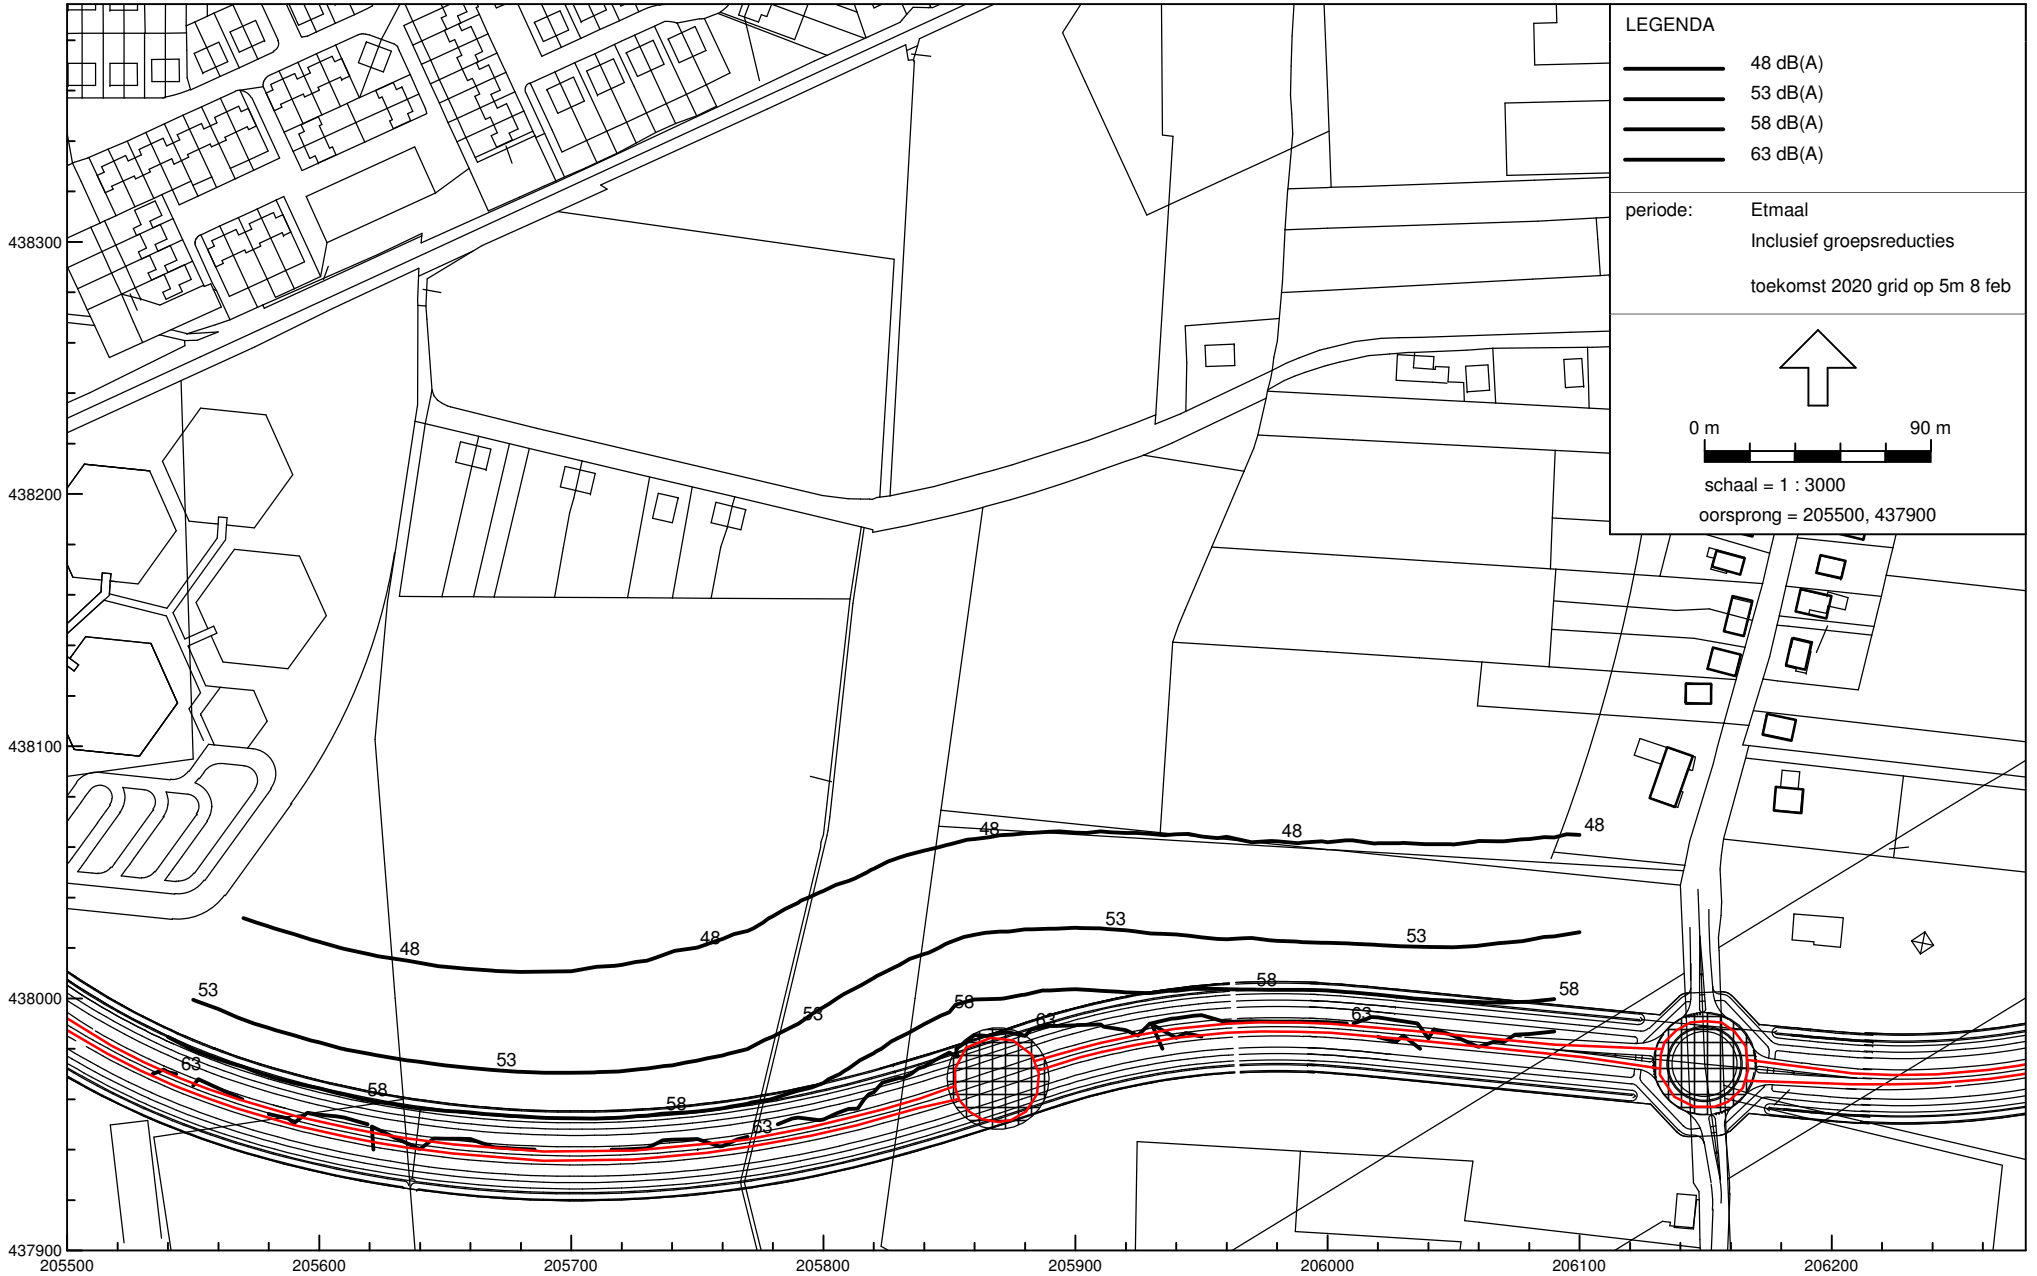 LEGENDA
48 dB(A)
53 dB(A)
58 dB(A)
63 dB(A)
periode: Etmaal
Inclusief groepsreducties
toekomst 2020 grid op 5m 8 feb
0 m 90 m
schaal = 1 : 3000
oorsprong = 205500, 437900
438300
438200
438100
438000
437900
48 48 48
48 48
53 53
53 53
53
58 58
58
63 63
63
58 58
63
205500 205600 205700 205800 205900 206000 206100 206200